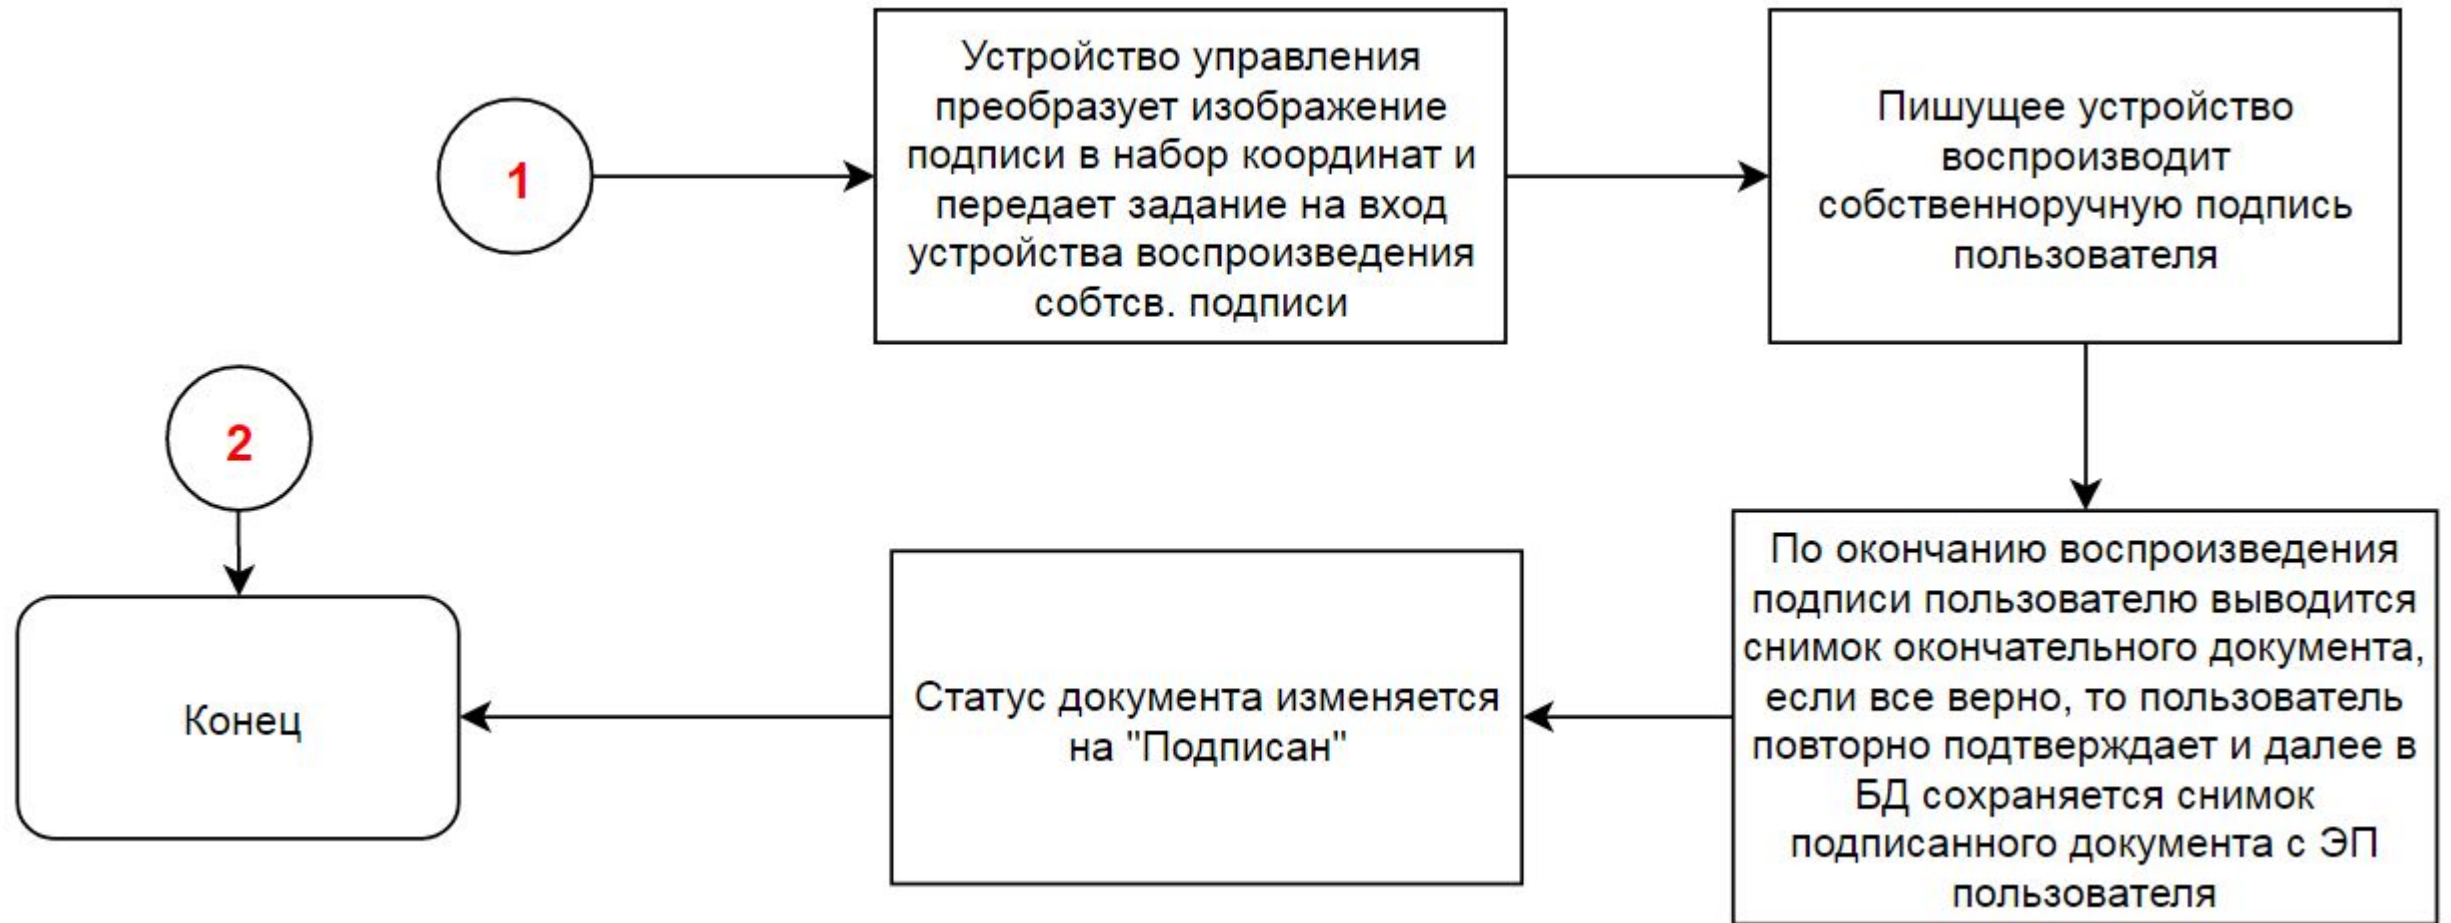 1
Устройство управления
преобразует изображение
подписи в набор координат и
передает задание на вход
устройства воспроизведения
собтсв. подписи
Пишущее устройство
воспроизводит
собственноручную подпись
пользователя
По окончанию воспроизведения
подписи пользователю выводится
снимок окончательного документа,
если все верно, то пользователь
повторно подтверждает и далее в
БД сохраняется снимок
подписанного документа с ЭП
пользователя
Статус документа изменяется
на "Подписан"
2
Конец